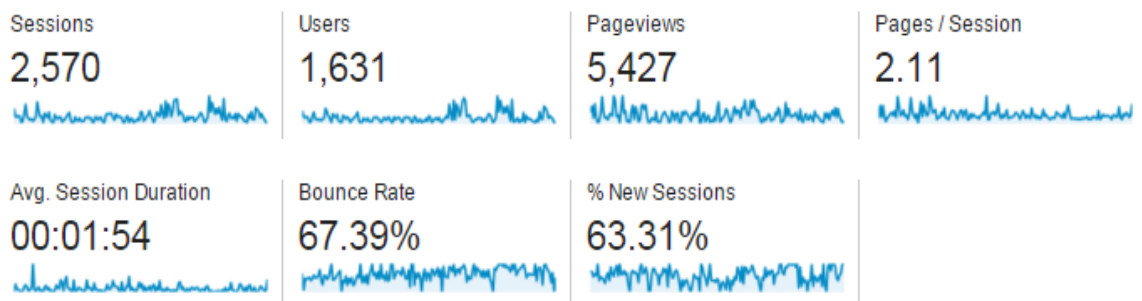 Sessions
2,570
Users
1,631
Pageviews
5,427
Pages / Session
2.11
Avg. Session Duration
00:01:54
Bounce Rate
67.39%
% New Sessions
63.31%